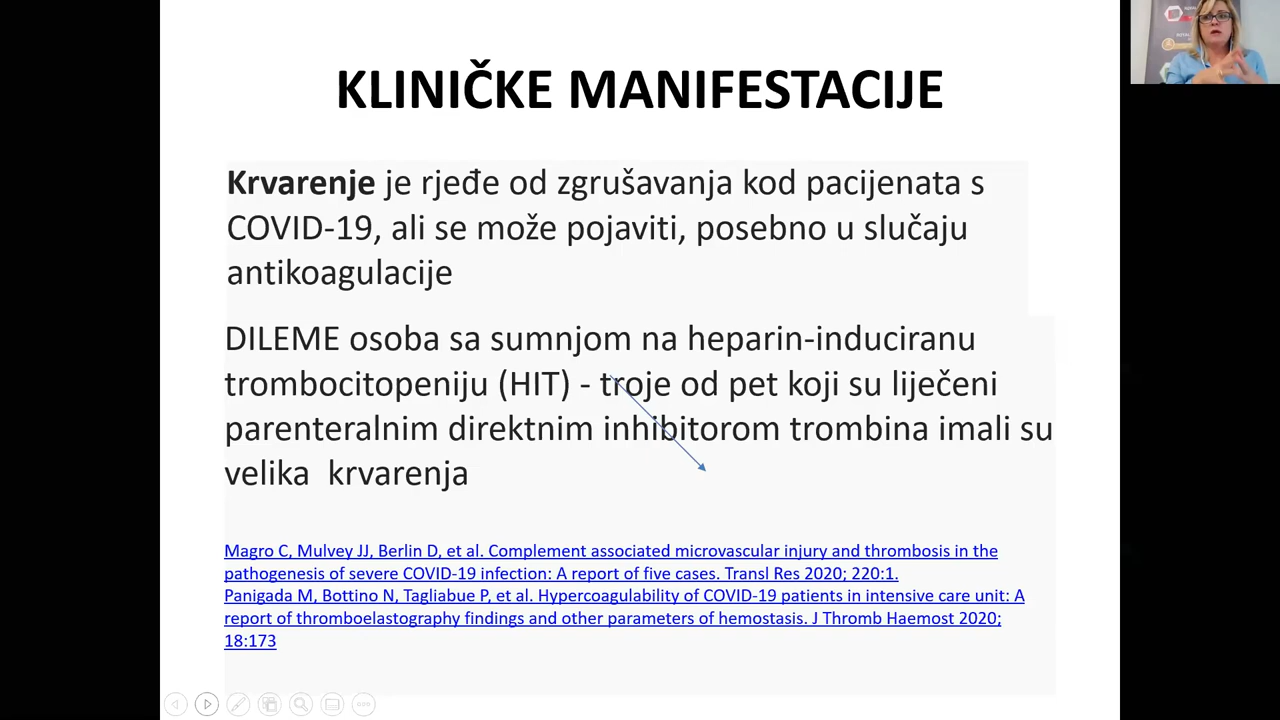 KLINIČKE MANIFESTACIJE
Krvarenje je rjeđe od zgrušavanja kod pacijenata s
COVID-19, ali se može pojaviti, posebno u slučaju
antikoagulacije
DILEME osoba sa sumnjom na heparin-induciranu
trombocitopeniju (HIT) - troje od pet koji su liječeni
parenteralnim direktnim inhibitorom trombina imali su
velika  krvarenja
Magro C, Mulvey JJ, Berlin D, et al. Complement associated microvascular injury and thrombosis in the
pathogenesis of severe COVID-19 infection: A report of five cases. Transl Res 2020; 220:1.
Panigada M, Bottino N, Tagliabue P, et al. Hypercoagulability of COVID-19 patients in intensive care unit: A
report of thromboelastography findings and other parameters of hemostasis. J Thromb Haemost 2020;
18:173